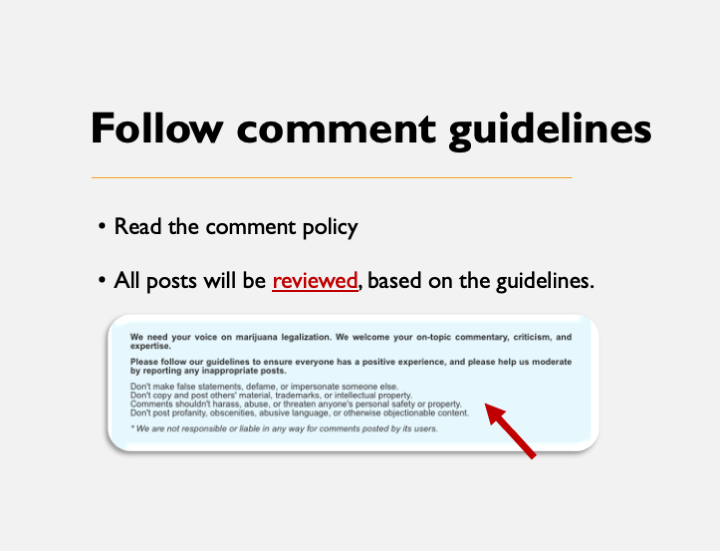 Follow comment guidelines
• Read the comment policy
• All posts will be reviewed, based on the guidelines.
We need your voice on marijuana legalization. We welcome your on-topic commentary, criticism, and
expertise.
Please follow our guidelines to ensure everyone has a positive experience, and please help us moderate
by reporting any inappropriate posts.
Don't make false statements, defame, or impersonate someone else.
Don't copy and post others' material, trademarks, or intellectual property.
Comments shouldn't harass, abuse, or threaten anyone's personal safety or property.
Don't post profanity, obscenities, abusive language, or otherwise objectionable content.
* We are not responsible or liable in any way for comments posted by its users.